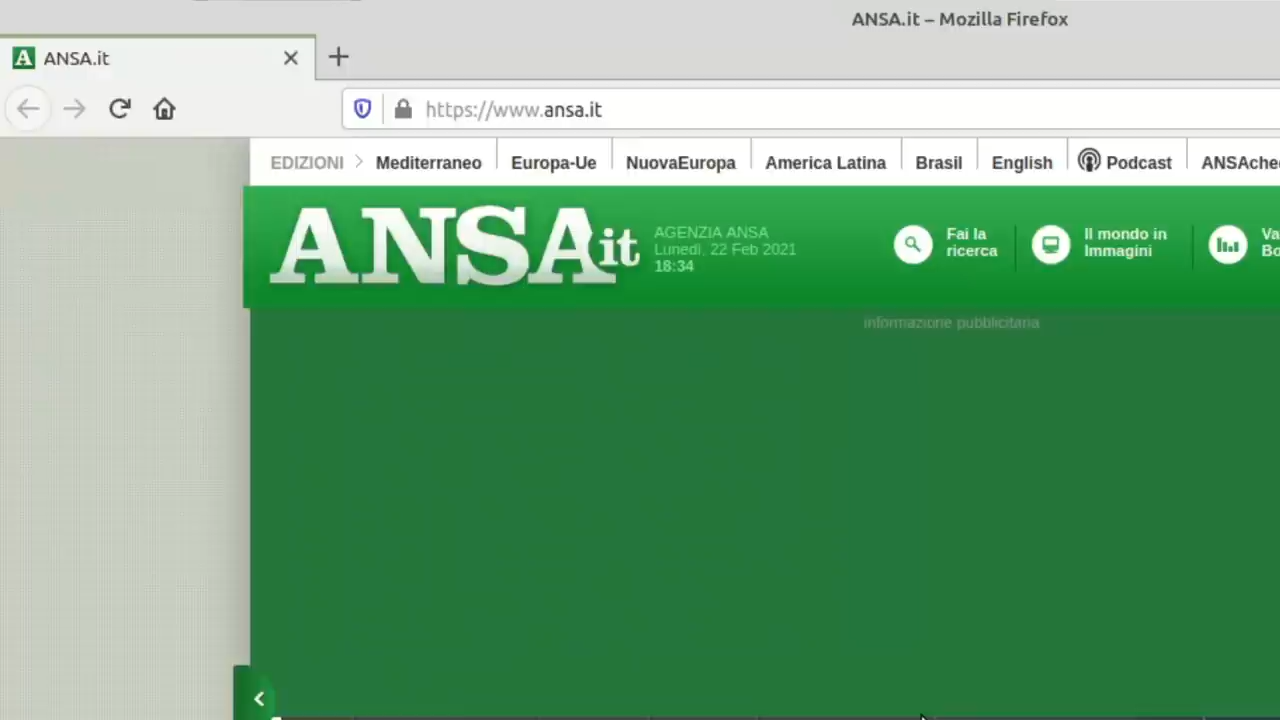 ANSA.it – Mozilla Firefox
ANSA.it
https://www.ansa.it
EDIZIONI Mediterraneo Europa-Ue NuovaEuropa America Latina Brasil English Podcast
ANSA it
AGENZIA ANSA
Lunedì, 22 Feb 2021
18:34
Fai la
ricerca
Il mondo in
Immagini
informazione pubblicitaria